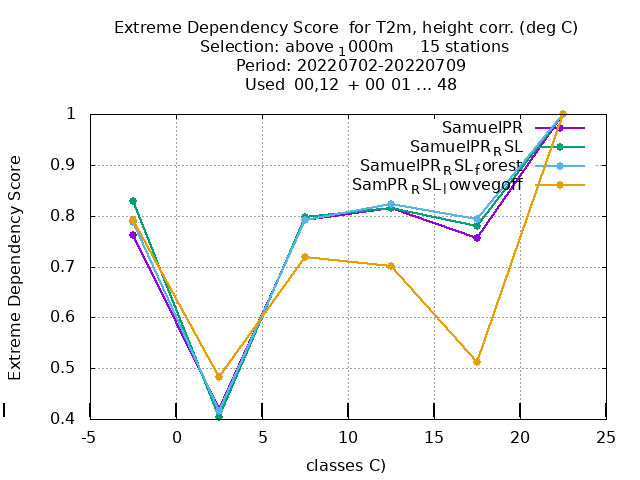 Extreme Dependency Score for T2m, height corr. (deg C)
Selection: above 1000m 15 stations
Period: 20220702-20220709
Used 00,12 + 00 01 ... 48
SamuelPR
SamuelPR_RSL
SamuelPR_RSL_forest
SamPR_RSL_lowvegoff
Extreme Dependency Score
1
0.9
0.8
0.7
0.6
0.5
0.4
-5
0
5
10
15
20
25
classes C)